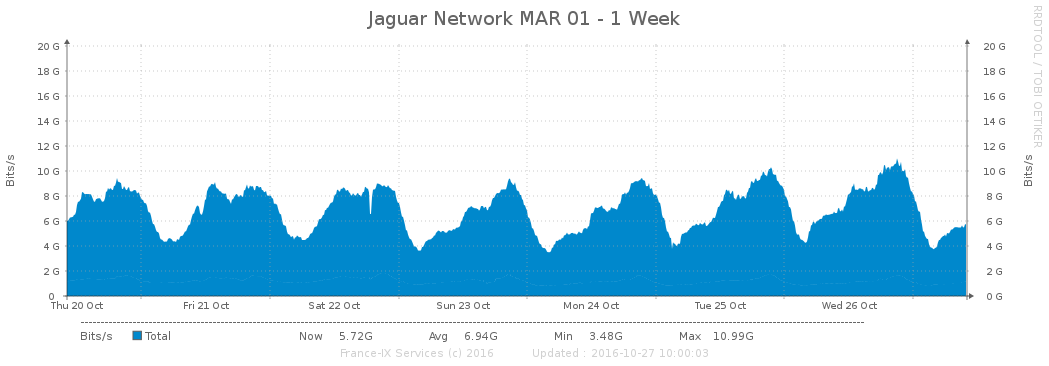 Jaguar Network MAR 01 - 1 Week
RRDTOOL / TOBI OETIKER
Bits/s
20 G 20 G
18 G 18 G
16 G 16 G
14 G 14 G
12 G 12 G
10 G 10 G
8 G 8 G
6 G 6 G
4 G 4 G
2 G 2 G
0 0 G
Bits/s
Thu 20 Oct Fri 21 Oct Sat 22 Oct Sun 23 Oct Mon 24 Oct Tue 25 Oct Wed 26 Oct
Bits/s Total Now 5.72G Avg 6.94G Min 3.48G Max 10.99G
France-IX Services (c) 2016 Updated : 2016-10-27 10:00:03